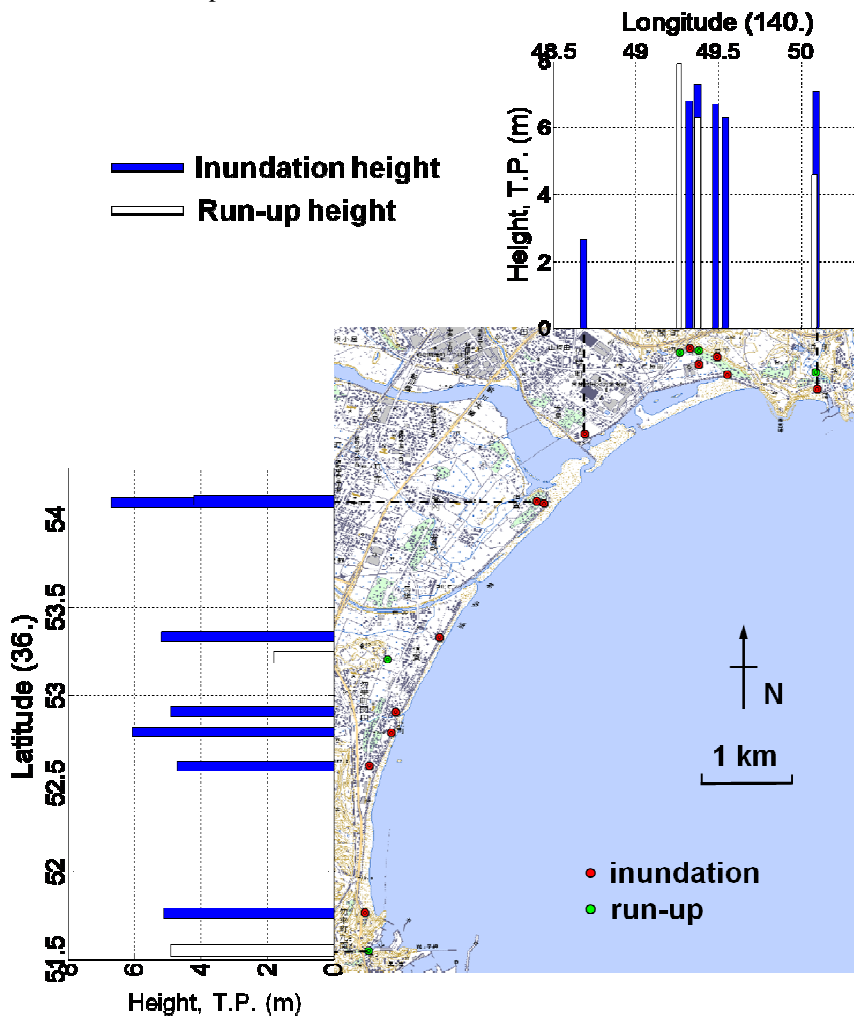 Longitude (140.)
48.5 49 49.5 50
8
6
4
2
0
Height, T.P. (m)
Inundation height
Run-up height
54
53.5
53
52.5
52
51.5
Latitude (36.)
8 6 4 2 0
Height, T.P. (m)
N
1 km
inundation
run-up